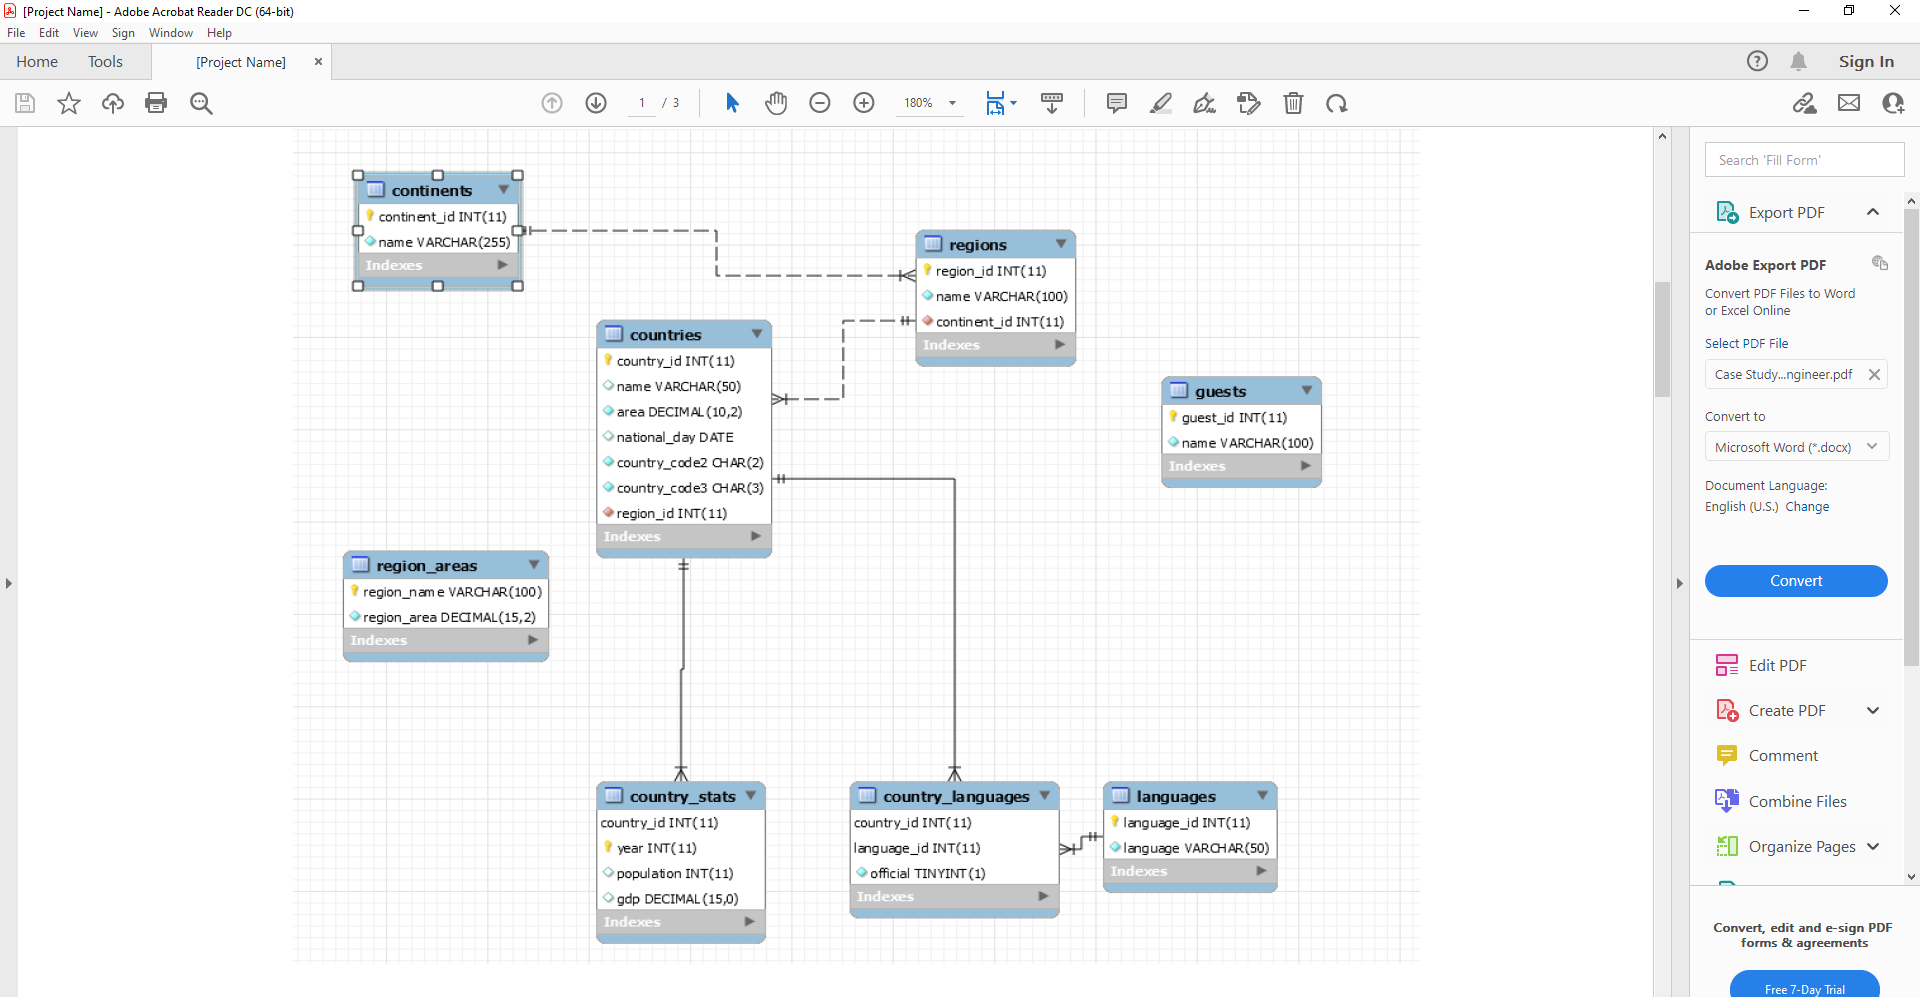 [Project Name] - Adobe Acrobat Reader DC (64-bit)
File Edit View Sign Window Help
Home Tools [Project Name] Sign In
1 / 3 180%
continents
continent_id INT(11)
name VARCHAR(255)
Indexes
regions
region_id INT(11)
name VARCHAR(100)
continent_id INT(11)
Indexes
countries
country_id INT(11)
name VARCHAR(50)
area DECIMAL(10,2)
national_day DATE
country_code2 CHAR(2)
country_code3 CHAR(3)
region_id INT(11)
Indexes
guests
guest_id INT(11)
name VARCHAR(100)
Indexes
region_areas
region_name VARCHAR(100)
region_area DECIMAL(15,2)
Indexes
country_stats
country_id INT(11)
year INT(11)
population INT(11)
gdp DECIMAL(15,0)
Indexes
country_languages
country_id INT(11)
language_id INT(11)
official TINYINT(1)
Indexes
languages
language_id INT(11)
language VARCHAR(50)
Indexes
Search 'Fill Form'
Export PDF
Adobe Export PDF
Convert PDF Files to Word
or Excel Online
Select PDF File
Case Study...ngineer.pdf
Convert to
Microsoft Word (*.docx)
Document Language:
English (U.S.) Change
Convert
Edit PDF
Create PDF
Comment
Combine Files
Organize Pages
Convert, edit and e-sign PDF
forms & agreements
Free 7-Day Trial